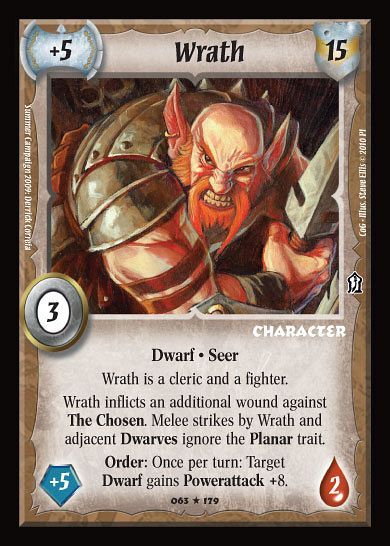 +5
Wrath
15
Summer Campaign 2009: Derrick Correia
C06 • Illus. Steve Ellis © 2010 PI
3
CHARACTER
Dwarf • Seer
Wrath is a cleric and a fighter.
Wrath inflicts an additional wound against
The Chosen. Melee strikes by Wrath and
adjacent Dwarves ignore the Planar trait.
Order: Once per turn: Target
Dwarf gains Powerattack +8.
+5
063 ★ 179
2